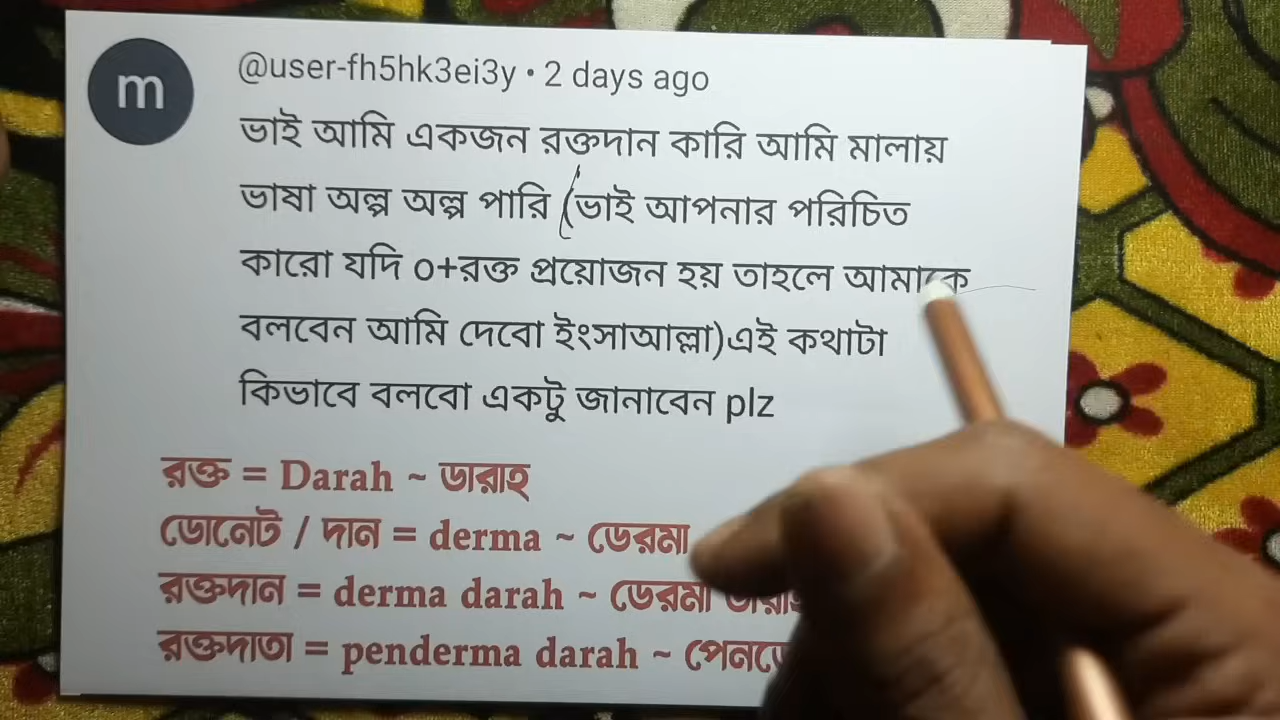 m
@user-fh5hk3ei3y • 2 days ago
ভাই আমি একজন রক্তদান কারি আমি মালায়
ভাষা অল্প অল্প পারি (ভাই আপনার পরিচিত
কারো যদি o+রক্ত প্রয়োজন হয় তাহলে আমাকে
বলবেন আমি দেবো ইংসাআল্লা)এই কথাটা
কিভাবে বলবো একটু জানাবেন plz
রক্ত = Darah ~ ডারাহ
ডোনেট / দান = derma ~ ডেরমা
রক্তদান = derma darah ~ ডেরমা
রক্তদাতা = penderma darah ~